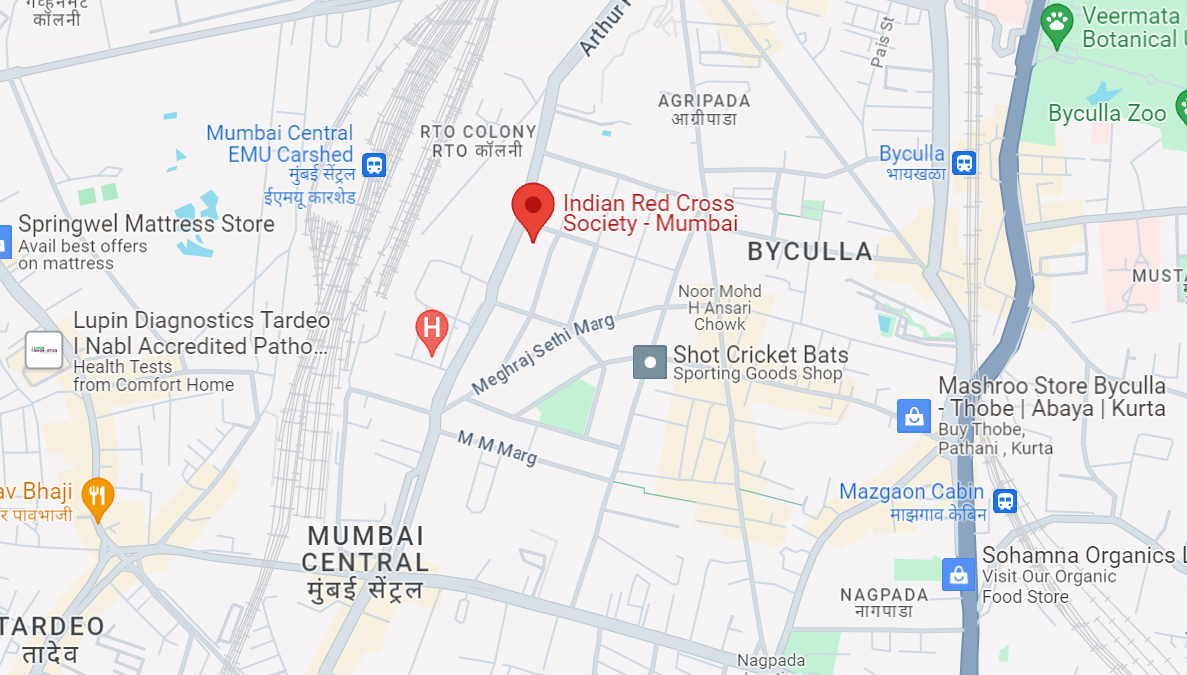 गव्हर्नमेंट
कॉलनी
Arthur
Pais St
Veermata
Botanical
Byculla Zoo
AGRIPADA
आग्रीपाडा
RTO COLONY
RTO कॉलनी
Mumbai Central
EMU Carshed
मुंबई सेंट्रल
ईएमयू कारशेड
Byculla
भायखळा
Indian Red Cross
Society - Mumbai
Springwel Mattress Store
Avail best offers
on mattress
BYCULLA
Noor Mohd
H Ansari
Chowk
Meghraj Sethi Marg
H
Lupin Diagnostics Tardeo
I Nabl Accredited Patho...
Health Tests
from Comfort Home
Shot Cricket Bats
Sporting Goods Shop
Mashroo Store Byculla
- Thobe | Abaya | Kurta
Buy Thobe,
Pathani , Kurta
M M Marg
av Bhaji
र पावभाजी
Mazgaon Cabin
माझगाव केबिन
MUMBAI
CENTRAL
मुंबई सेंट्रल
Sohamna Organics L
Visit Our Organic
Food Store
NAGPADA
नागपाडा
TARDEO
तादेव
Nagpada